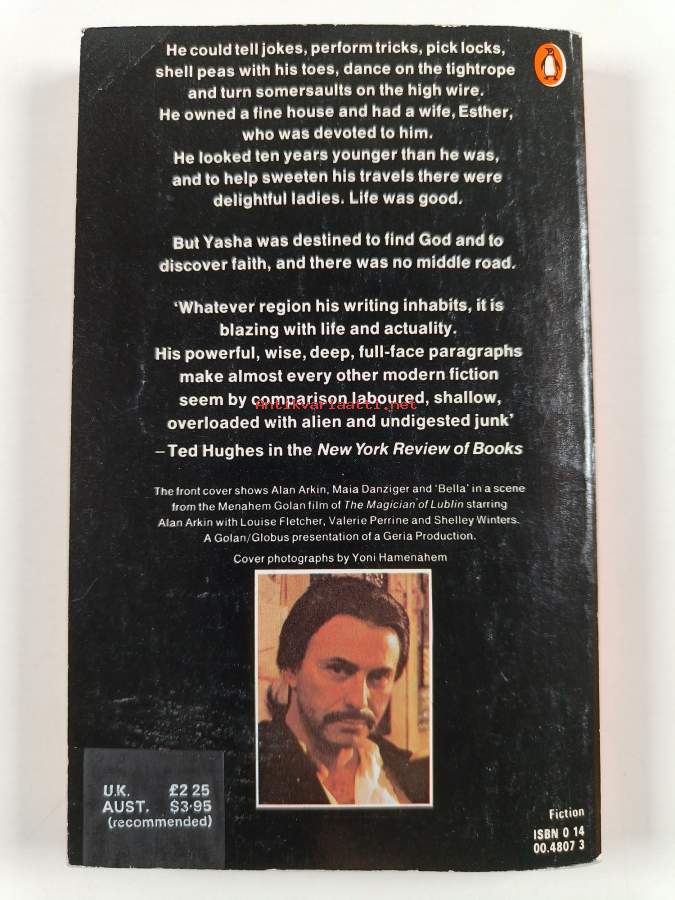 He could tell jokes, perform tricks, pick locks,
shell peas with his toes, dance on the tightrope
and turn somersaults on the high wire.
He owned a fine house and had a wife, Esther,
who was devoted to him.
He looked ten years younger than he was,
and to help sweeten his travels there were
delightful ladies. Life was good.
But Yasha was destined to find God and to
discover faith, and there was no middle road.
'Whatever region his writing inhabits, it is
blazing with life and actuality.
His powerful, wise, deep, full-face paragraphs
make almost every other modern fiction
seem by comparison laboured, shallow,
Antikvariaatti.net
overloaded with alien and undigested junk'
– Ted Hughes in the New York Review of Books
The front cover shows Alan Arkin, Maia Danziger and 'Bella' in a scene
from the Menahem Golan film of The Magician of Lublin starring
Alan Arkin with Louise Fletcher, Valerie Perrine and Shelley Winters.
A Golan/Globus presentation of a Geria Production.
Cover photographs by Yoni Hamenahem
U.K. £2 25
AUST. $3·95
(recommended)
Fiction
ISBN 0 14
00.4807 3